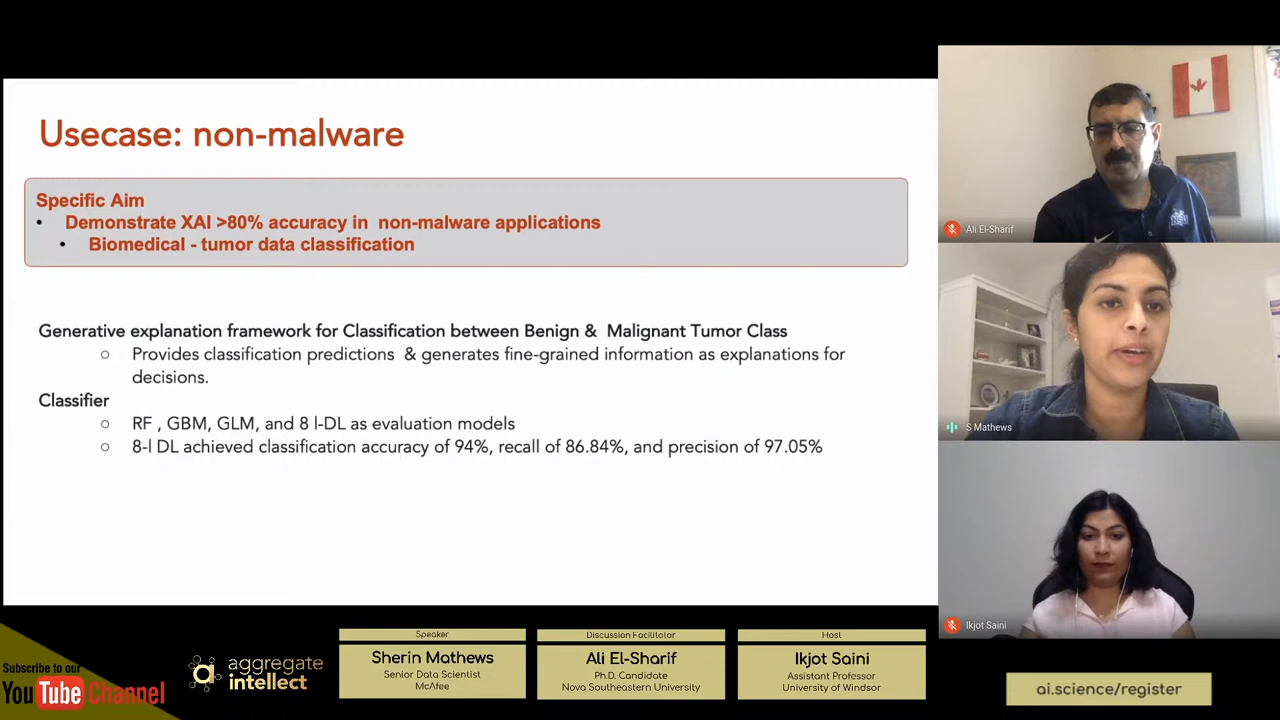 Usecase: non-malware
Specific Aim
• Demonstrate XAI >80% accuracy in non-malware applications
• Biomedical - tumor data classification
Generative explanation framework for Classification between Benign & Malignant Tumor Class
○ Provides classification predictions & generates fine-grained information as explanations for
decisions.
Classifier
○ RF , GBM, GLM, and 8 l-DL as evaluation models
○ 8-l DL achieved classification accuracy of 94%, recall of 86.84%, and precision of 97.05%
Ali El-Sharif
S Mathews
Ikjot Saini
Subscribe to our
YouTube Channel
aggregate
intellect
Speaker
Sherin Mathews
Senior Data Scientist
McAfee
Discussion Facilitator
Ali El-Sharif
Ph.D. Candidate
Nova Southeastern University
Host
Ikjot Saini
Assistant Professor
University of Windsor
ai.science/register